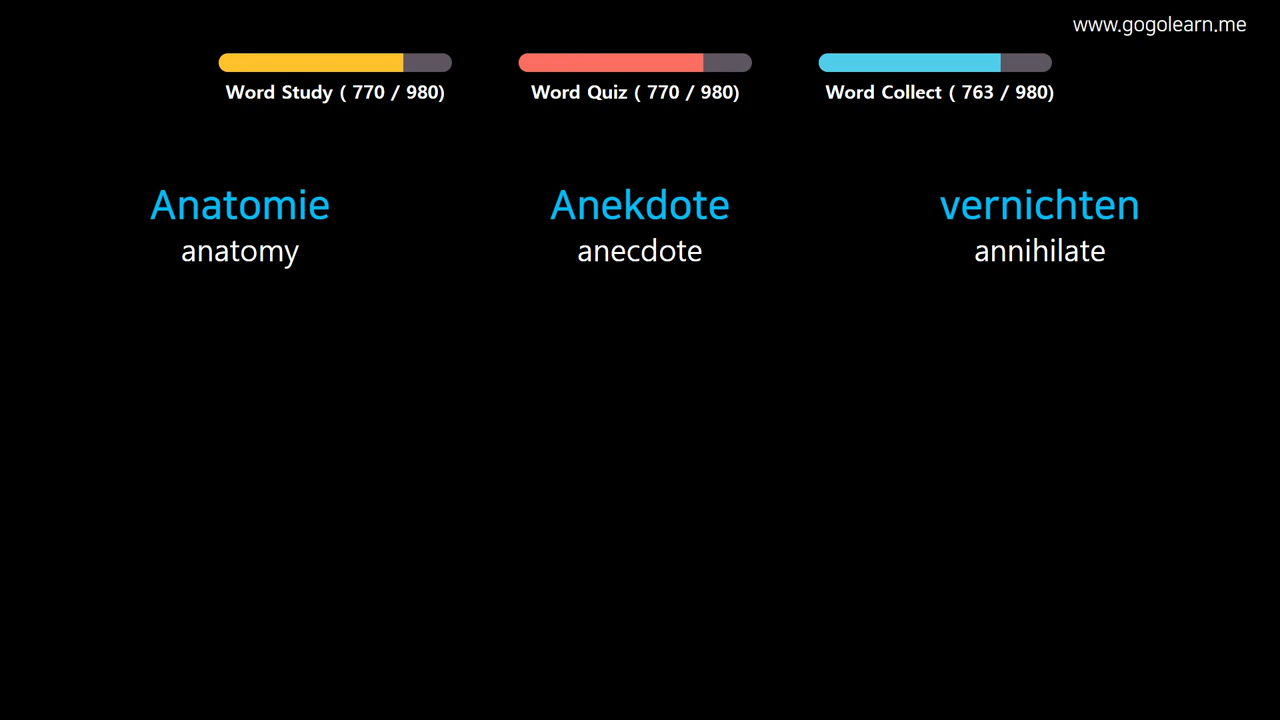 www.gogolearn.me
Word Study ( 770 / 980)
Word Quiz ( 770 / 980)
Word Collect ( 763 / 980)
Anatomie
anatomy
Anekdote
anecdote
vernichten
annihilate